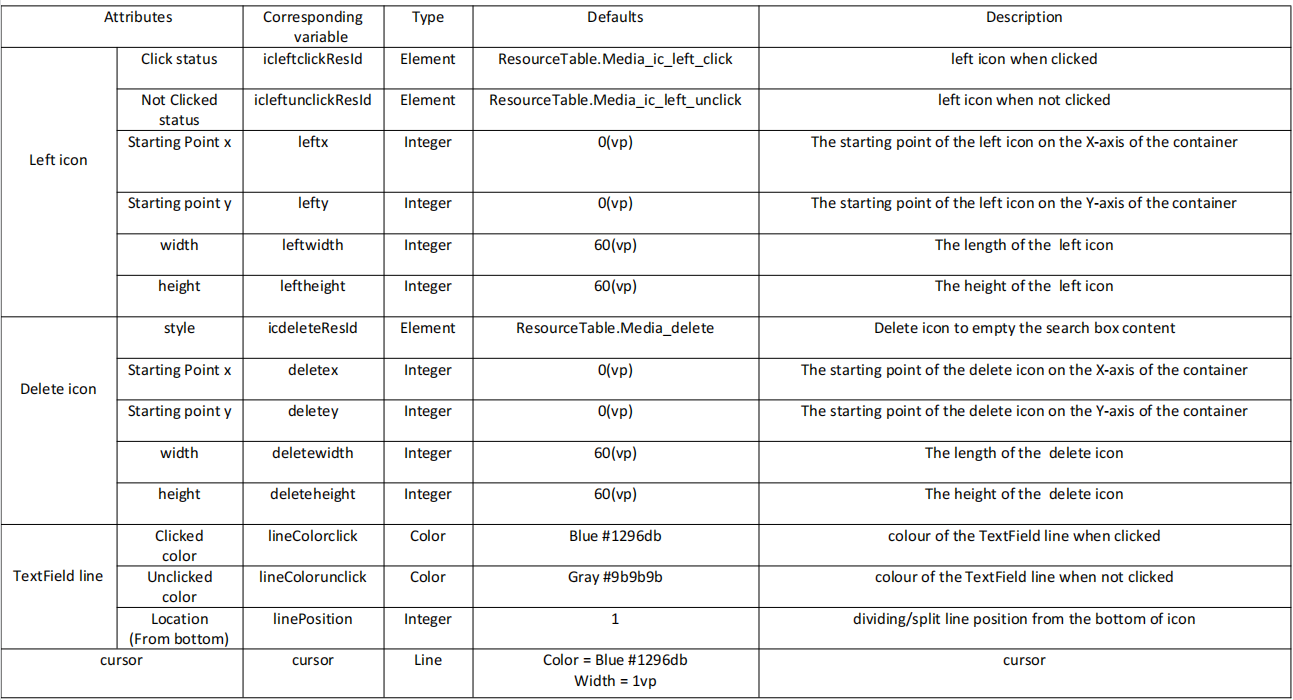 Attributes Corresponding variable Type Defaults Description
Left icon
Click status icleftclickResId Element ResourceTable.Media_ic_left_click left icon when clicked
Not Clicked status icleftunclickResId Element ResourceTable.Media_ic_left_unclick left icon when not clicked
Starting Point x leftx Integer 0(vp) The starting point of the left icon on the X-axis of the container
Starting point y lefty Integer 0(vp) The starting point of the left icon on the Y-axis of the container
width leftwidth Integer 60(vp) The length of the left icon
height leftheight Integer 60(vp) The height of the left icon
Delete icon
style icdeleteResId Element ResourceTable.Media_delete Delete icon to empty the search box content
Starting Point x deletex Integer 0(vp) The starting point of the delete icon on the X-axis of the container
Starting point y deletey Integer 0(vp) The starting point of the delete icon on the Y-axis of the container
width deletewidth Integer 60(vp) The length of the delete icon
height deleteheight Integer 60(vp) The height of the delete icon
TextField line
Clicked color lineColorclick Color Blue #1296db colour of the TextField line when clicked
Unclicked color lineColorunclick Color Gray #9b9b9b colour of the TextField line when not clicked
Location (From bottom) linePosition Integer 1 dividing/split line position from the bottom of icon
cursor cursor Line Color = Blue #1296db Width = 1vp cursor